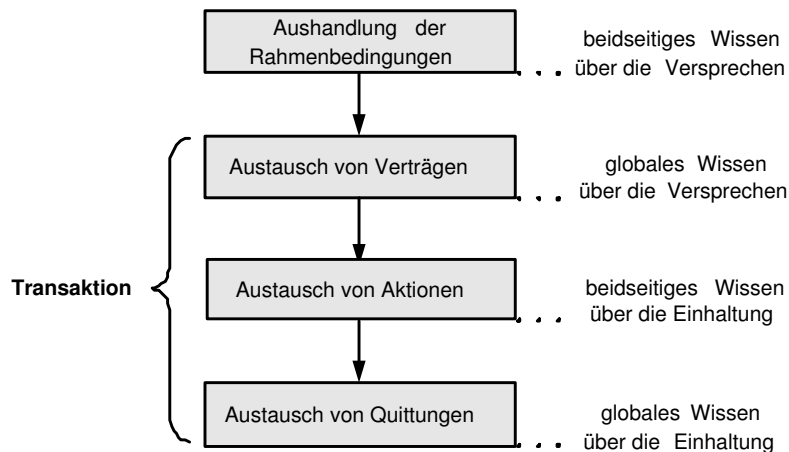 Aushandlung der
Rahmenbedingungen
beidseitiges Wissen
über die Versprechen
Austausch von Verträgen
globales Wissen
über die Versprechen
Transaktion
Austausch von Aktionen
beidseitiges Wissen
über die Einhaltung
Austausch von Quittungen
globales Wissen
über die Einhaltung